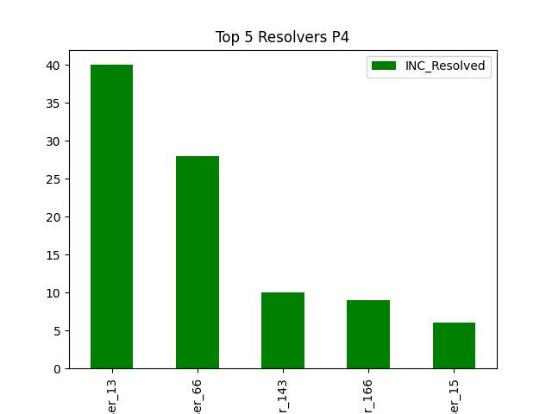 Top 5 Resolvers P4
INC_Resolved
40
35
30
25
20
15
10
5
0
er_13
er_66
r_143
r_166
er_15